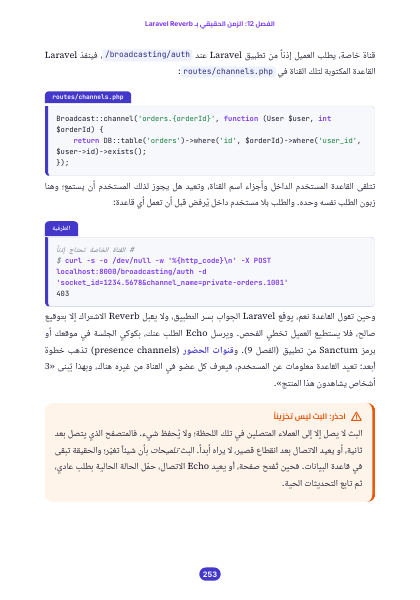 الفصل 12: الزمن الحقيقي بـ Laravel Reverb
قناة خاصة، يطلب العميل إذناً من تطبيق Laravel عند /broadcasting/auth ، فينفذ Laravel
القاعدة المكتوبة لتلك القناة في routes/channels.php :
routes/channels.php
Broadcast::channel('orders.{orderId}', function (User $user, int
$orderId) {
    return DB::table('orders')->where('id', $orderId)->where('user_id',
$user->id)->exists();
});
تتلقى القاعدة المستخدم الداخل وأجزاء اسم القناة، وتعيد هل يجوز لذلك المستخدم أن يستمع؛ وهنا
زبون الطلب نفسه وحده. والطلب بلا مستخدم داخل يُرفض قبل أن تعمل أي قاعدة:
الطرفية
# القناة الخاصة تحتاج إذناً
$ curl -s -o /dev/null -w '%{http_code}\n' -X POST
localhost:8000/broadcasting/auth -d
'socket_id=1234.5678&channel_name=private-orders.1001'
403
وحين تقول القاعدة نعم، يوقّع Laravel الجواب بسر التطبيق، ولا يقبل Reverb الاشتراك إلا بتوقيع
صالح، فلا يستطيع العميل تخطي الفحص. ويرسل Echo الطلب عنك، بكوكي الجلسة في موقعك أو
برمز Sanctum من تطبيق (الفصل 9). وقنوات الحضور (presence channels) تذهب خطوة
أبعد: تعيد القاعدة معلومات عن المستخدم، فيعرف كل عضو في القناة من غيره هناك، وبهذا يُبنى «3
أشخاص يشاهدون هذا المنتج».
احذر: البث ليس تخزيناً
البث لا يصل إلا إلى العملاء المتصلين في تلك اللحظة؛ ولا يُحفظ شيء. فالمتصفح الذي يتصل بعد
ثانية، أو يعيد الاتصال بعد انقطاع قصير، لا يراه أبداً. البث تلميحات بأن شيئاً تغيّر؛ والحقيقة تبقى
في قاعدة البيانات. فحين تُفتح صفحة، أو يعيد Echo الاتصال، حمّل الحالة الحالية بطلب عادي،
ثم تابع التحديثات الحية.
253